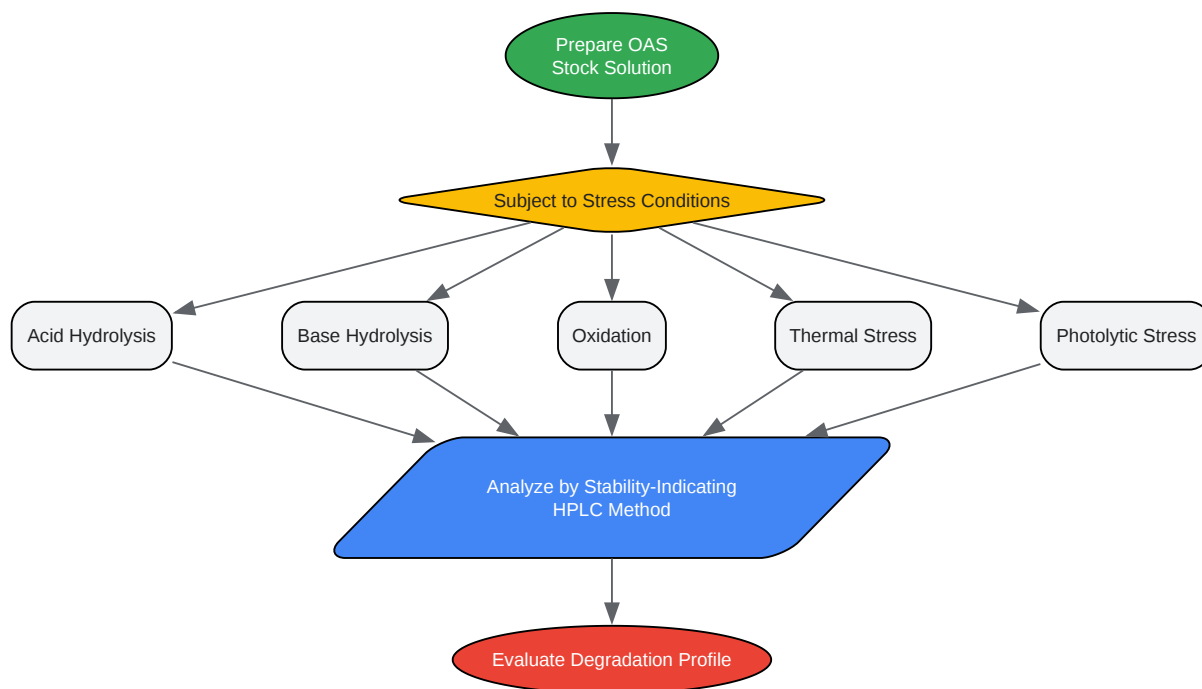 Prepare OAS
Stock Solution
Subject to Stress Conditions
Acid Hydrolysis
Base Hydrolysis
Oxidation
Thermal Stress
Photolytic Stress
Analyze by Stability-Indicating
HPLC Method
Evaluate Degradation Profile